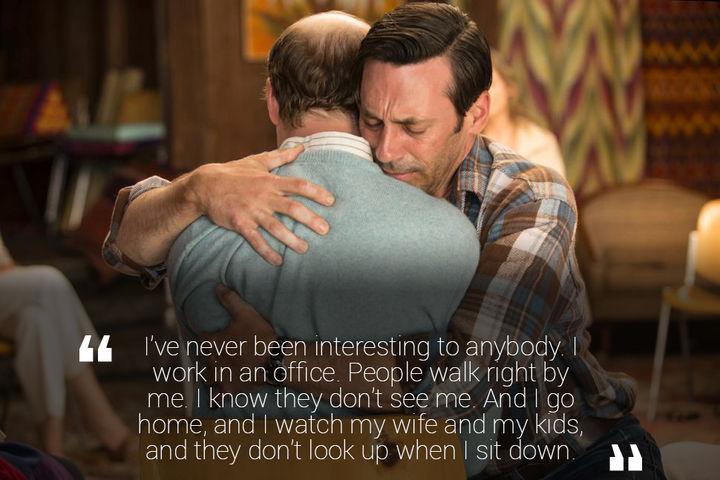 “
I’ve never been interesting to anybody. I
work in an office. People walk right by
me. I know they don’t see me. And I go
home, and I watch my wife and my kids,
and they don’t look up when I sit down.
”